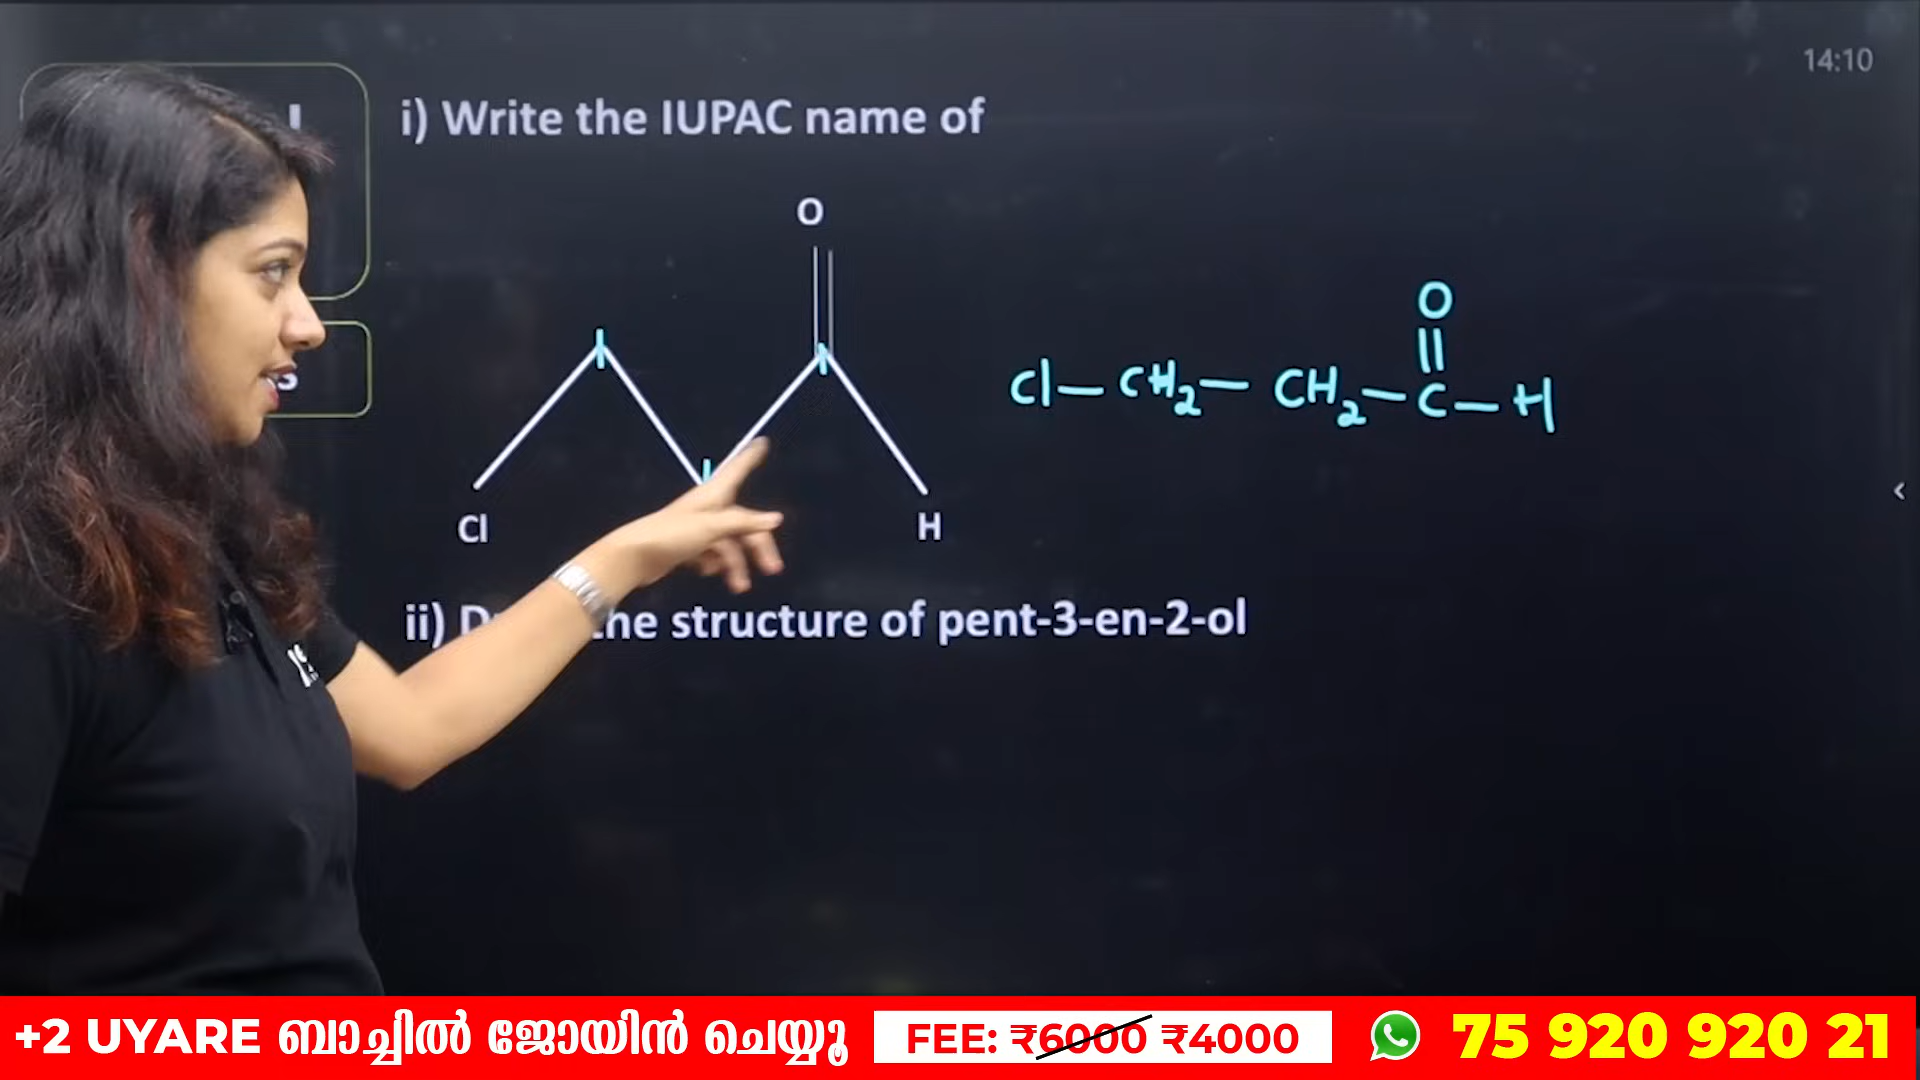 14:10
i) Write the IUPAC name of
O
Cl
H
O
Cl — CH2 — CH2 — C — H
ii) the structure of pent-3-en-2-ol
+2 UYARE ബാച്ചിൽ ജോയിൻ ചെയ്യൂ
FEE: ₹6000 ₹4000
75 920 920 21